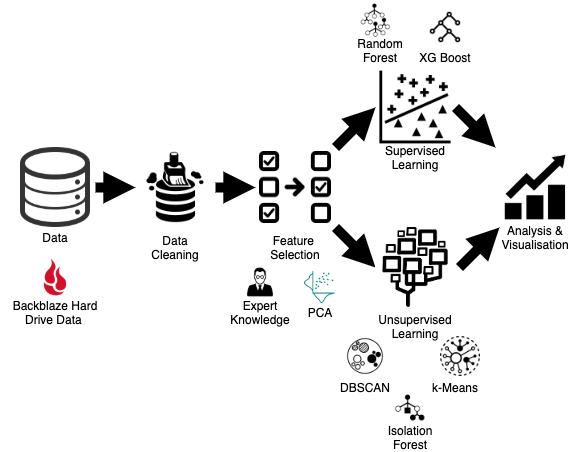 Random
Forest
XG Boost
Supervised
Learning
Data
Data
Cleaning
Feature
Selection
Analysis &
Visualisation
Backblaze Hard
Drive Data
Expert
Knowledge
PCA
Unsupervised
Learning
DBSCAN
k-Means
Isolation
Forest